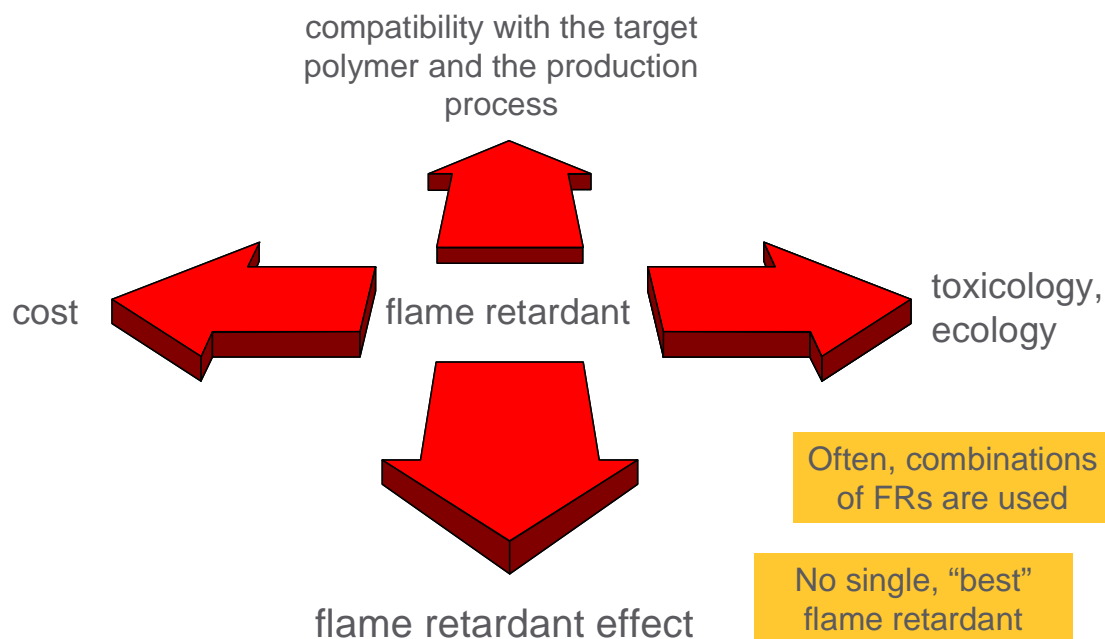 compatibility with the target
polymer and the production
process
cost
flame retardant
toxicology,
ecology
Often, combinations
of FRs are used
No single, “best”
flame retardant
flame retardant effect